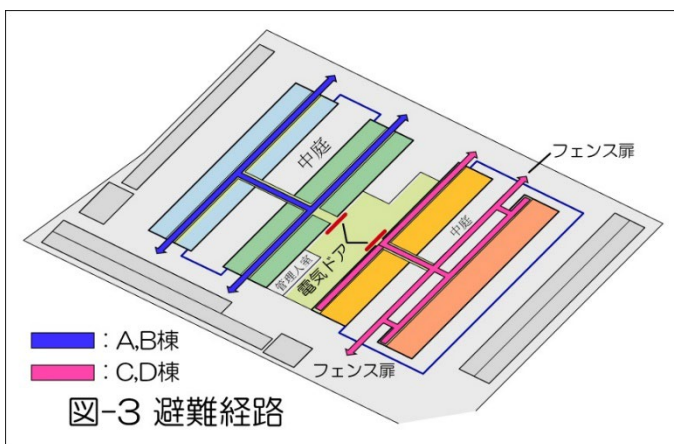 フェンス扉
中庭
中庭
管理人室
電気ドア
フェンス扉
:A,B棟
:C,D棟
図-3 避難経路